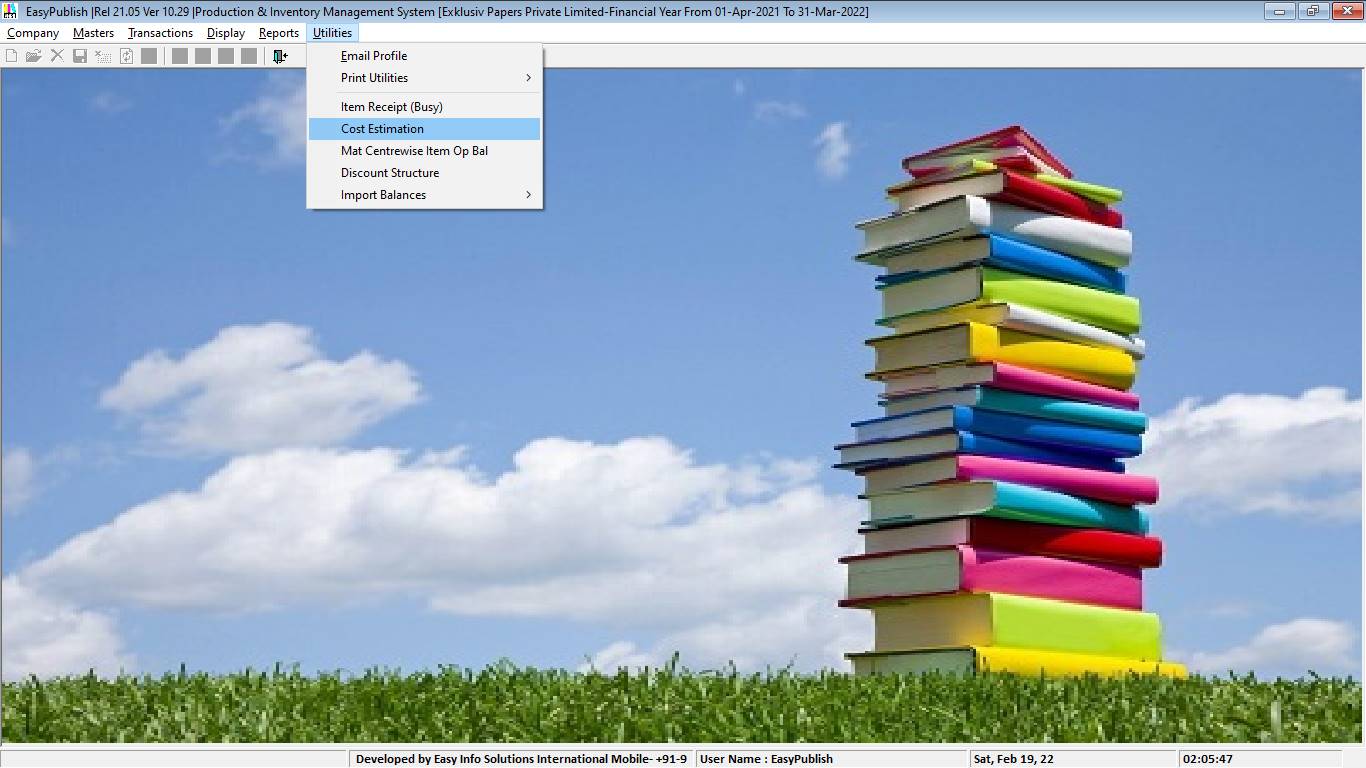 EasyPublish |Rel 21.05 Ver 10.29 |Production & Inventory Management System [Exklusiv Papers Private Limited-Financial Year From 01-Apr-2021 To 31-Mar-2022]
Company Masters Transactions Display Reports Utilities
Email Profile
Print Utilities
Item Receipt (Busy)
Cost Estimation
Mat Centrewise Item Op Bal
Discount Structure
Import Balances
Developed by Easy Info Solutions International Mobile- +91-9 User Name : EasyPublish Sat, Feb 19, 22 02:05:47